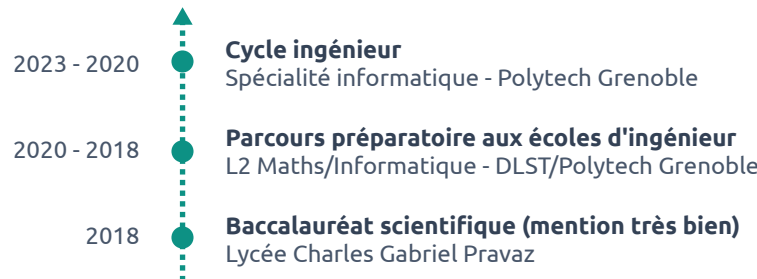 2023 - 2020
Cycle ingénieur
Spécialité informatique - Polytech Grenoble
2020 - 2018
Parcours préparatoire aux écoles d'ingénieur
L2 Maths/Informatique - DLST/Polytech Grenoble
2018
Baccalauréat scientifique (mention très bien)
Lycée Charles Gabriel Pravaz